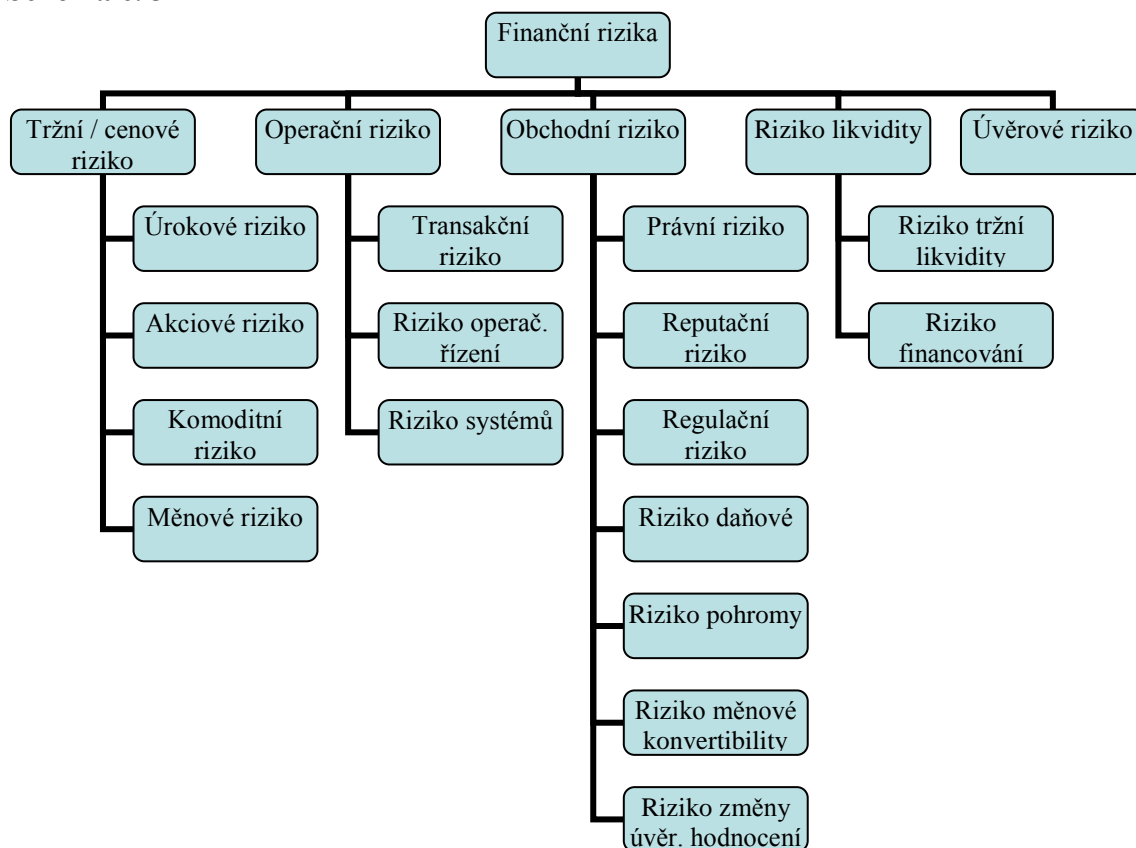 Finanční rizika
Tržní / cenové
riziko
Operační riziko
Obchodní riziko
Riziko likvidity
Úvěrové riziko
Úrokové riziko
Akciové riziko
Komoditní
riziko
Měnové riziko
Transakční
riziko
Riziko operač.
řízení
Riziko systémů
Právní riziko
Reputační
riziko
Regulační
riziko
Riziko daňové
Riziko pohromy
Riziko měnové
konvertibility
Riziko změny
úvěr. hodnocení
Riziko tržní
likvidity
Riziko
financování